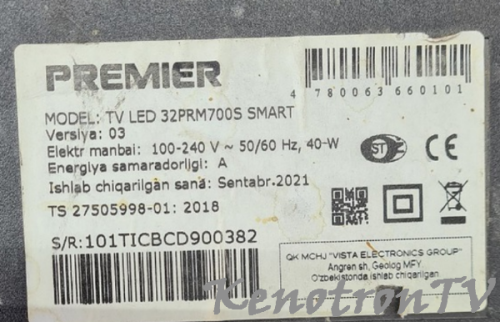 PREMIER
MODEL: TV LED 32PRM700S SMART
Versiya: 03
Elektr manbai: 100-240 V ~ 50/60 Hz, 40-W
Energiya samaradorligi: A
Ishlab chiqarilgan sana: Sentabr.2021
TS 27505998-01: 2018
S/R:101TICBCD900382
4 780063 660101
ST
EAC
QK MCHJ "VISTA ELECTRONICS GROUP"
Angren sh, Geolog MFY
O'zbekistonda ishlab chiqarilgan
KenotronTV